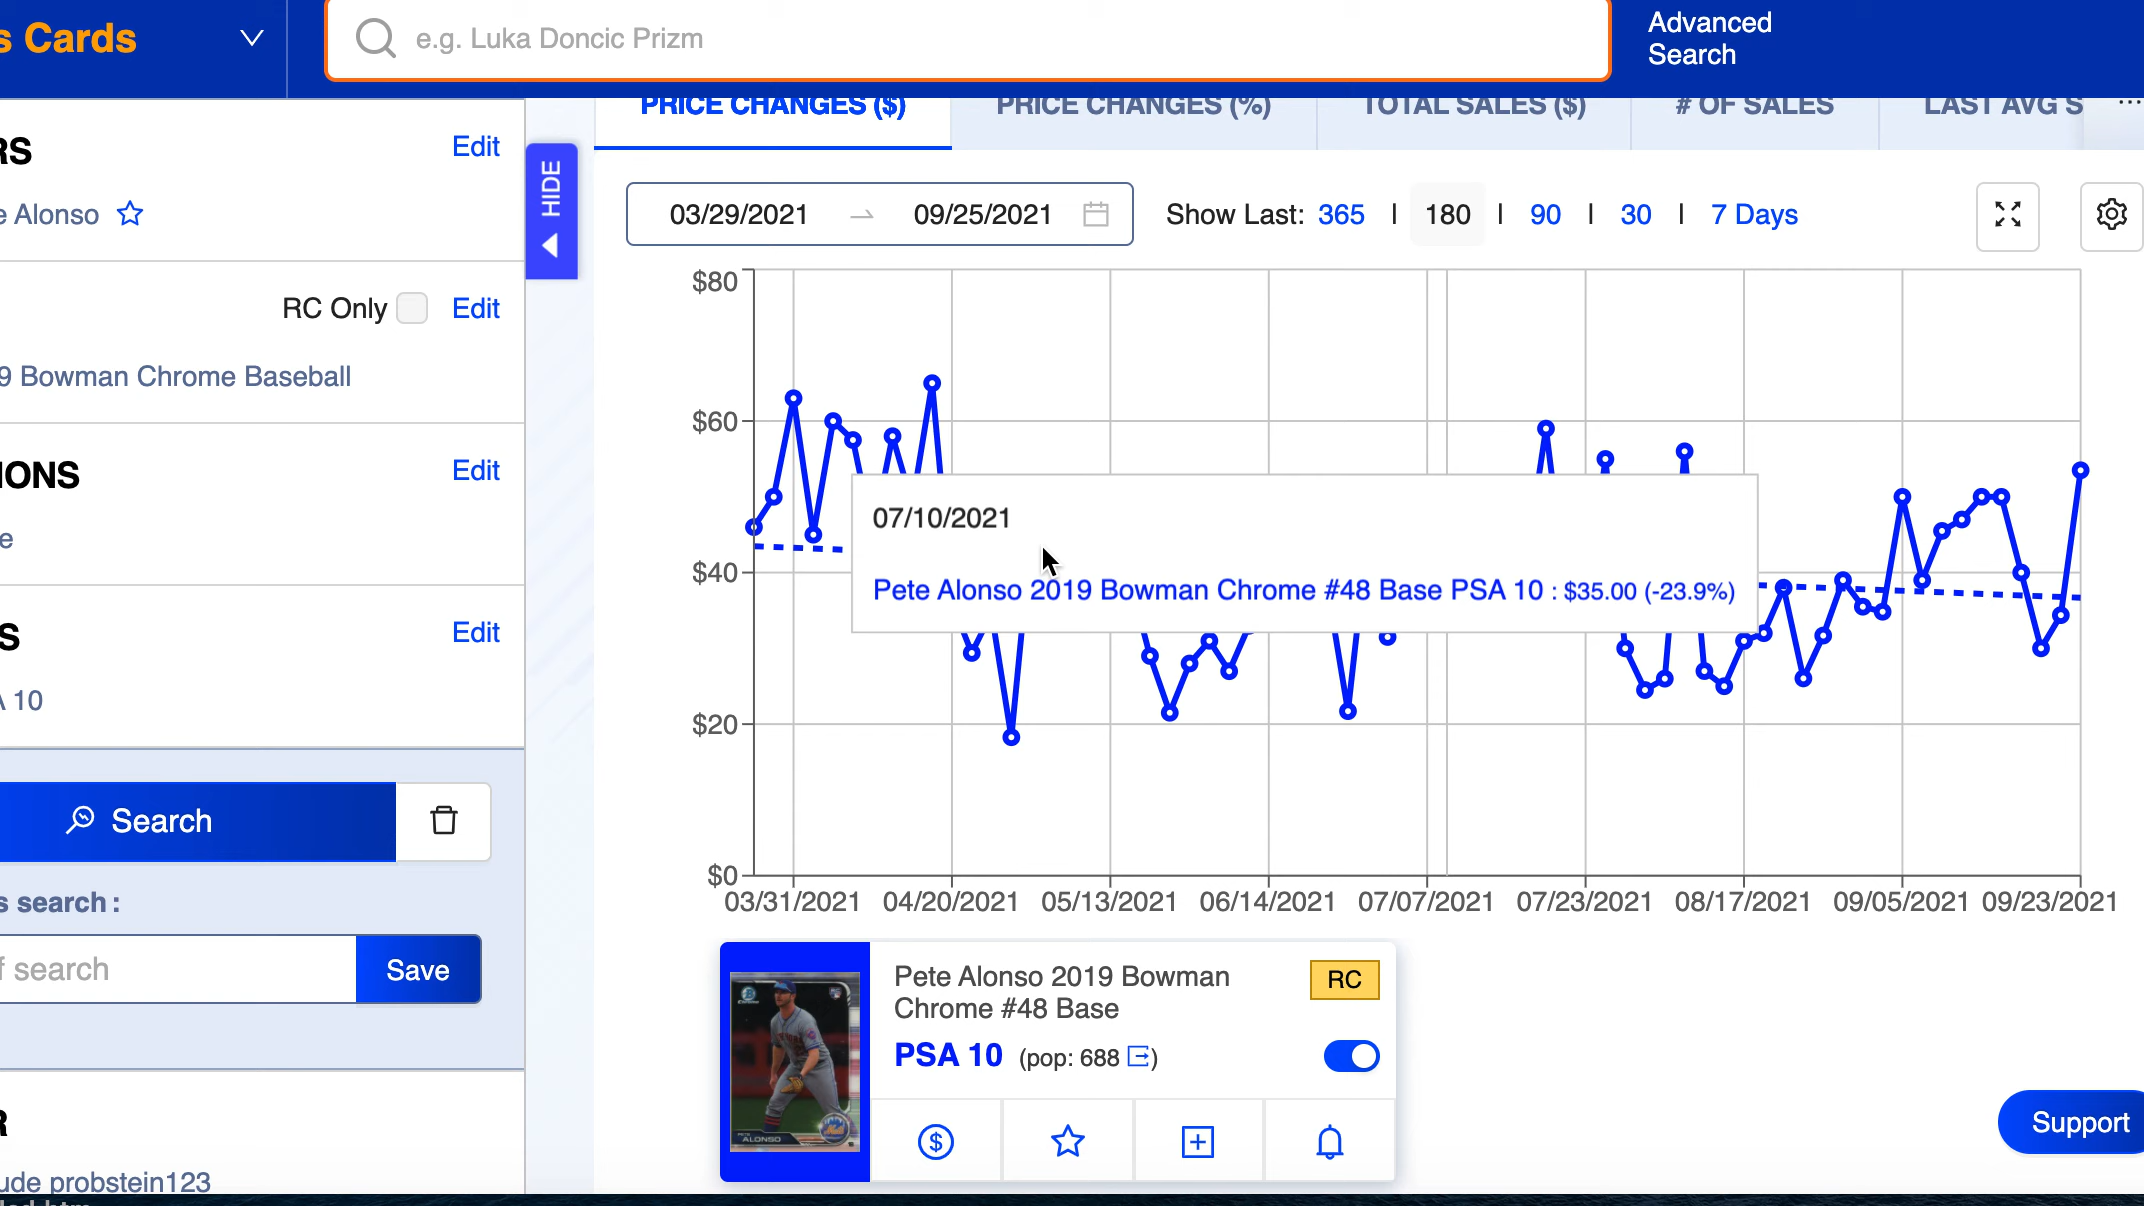 s Cards
e.g. Luka Doncic Prizm
Advanced
Search
PRICE CHANGES ($)
PRICE CHANGES (%)
TOTAL SALES ($)
# OF SALES
LAST AVG S
...
RS
Edit
e Alonso
HIDE
03/29/2021
09/25/2021
Show Last: 365 | 180 | 90 | 30 | 7 Days
RC Only
Edit
9 Bowman Chrome Baseball
IONS
Edit
e
S
Edit
A 10
Search
s search :
f search
Save
R
ude probstein123
$80
$60
$40
$20
$0
07/10/2021
Pete Alonso 2019 Bowman Chrome #48 Base PSA 10 : $35.00 (-23.9%)
03/31/2021
04/20/2021
05/13/2021
06/14/2021
07/07/2021
07/23/2021
08/17/2021
09/05/2021
09/23/2021
Pete Alonso 2019 Bowman
Chrome #48 Base
RC
PSA 10 (pop: 688 )
ALONSO
Support